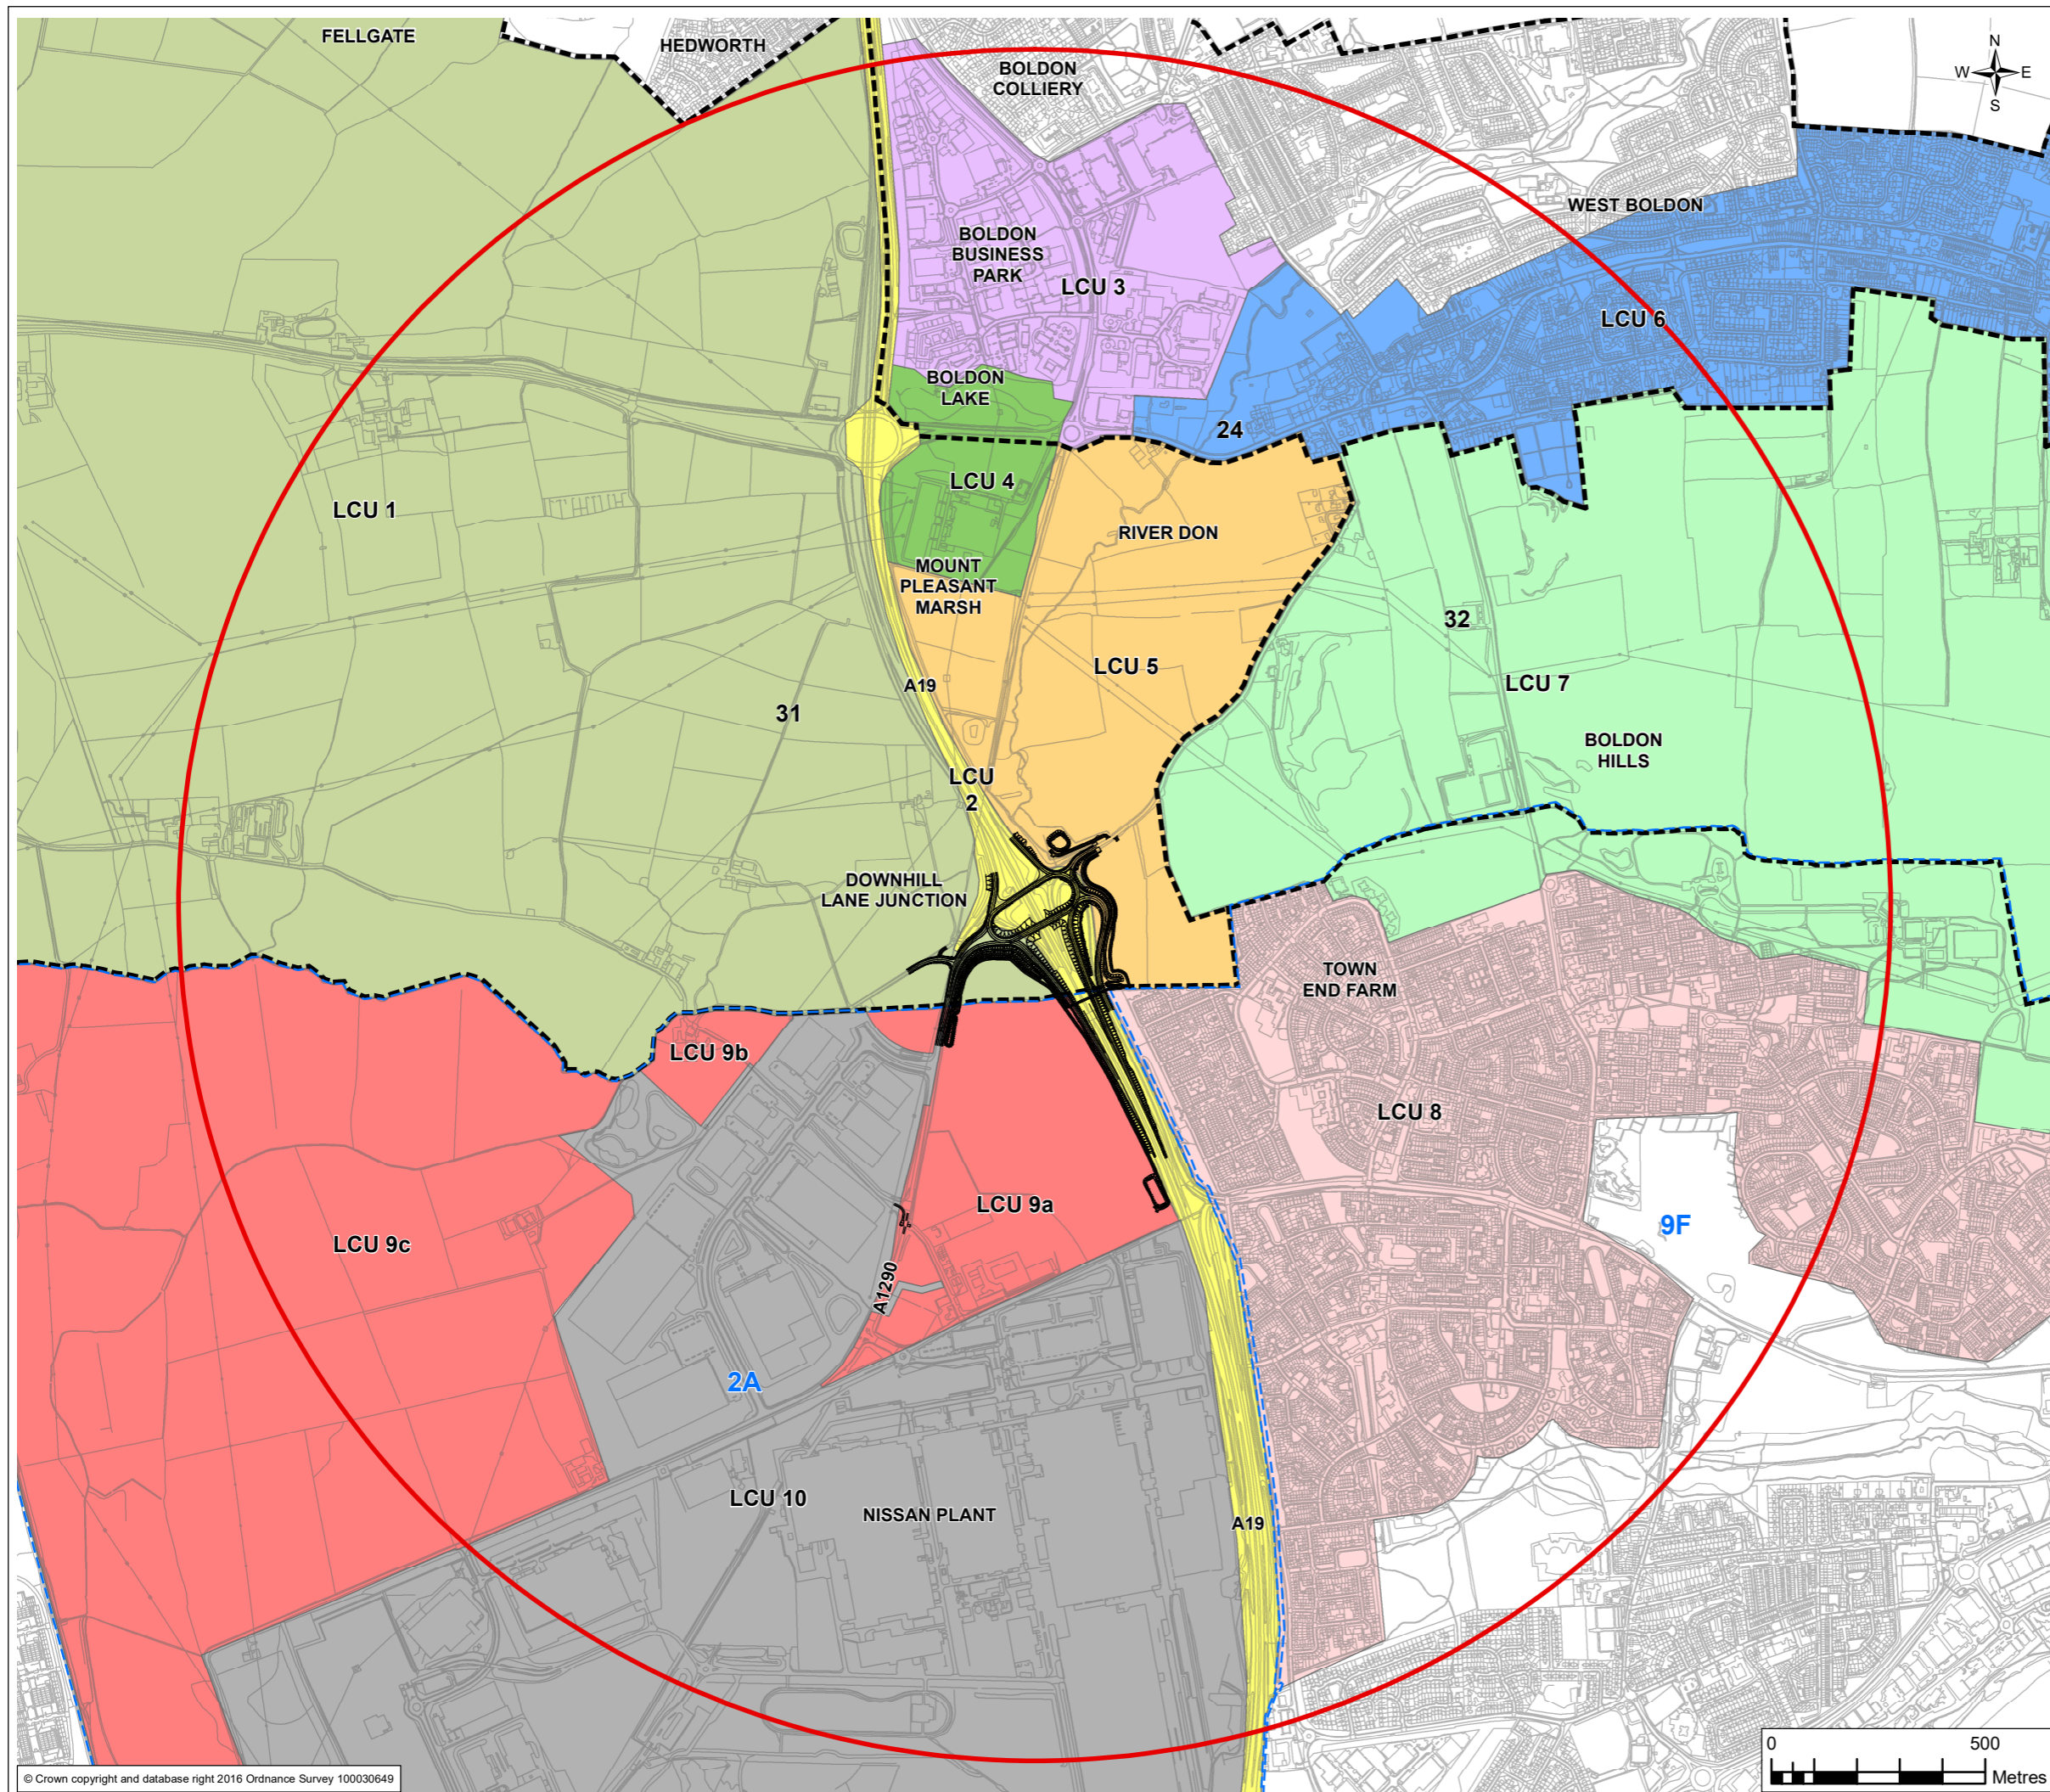 FELLGATE
HEDWORTH
BOLDON
COLLIERY
N
W
E
S
WEST BOLDON
BOLDON
BUSINESS
PARK
LCU 3
LCU 6
BOLDON
LAKE
24
LCU 4
LCU 1
RIVER DON
MOUNT
PLEASANT
MARSH
32
LCU 5
A19
LCU 7
31
BOLDON
HILLS
LCU
2
DOWNHILL
LANE JUNCTION
TOWN
END FARM
LCU 9b
LCU 8
LCU 9a
9F
LCU 9c
A1290
2A
LCU 10
NISSAN PLANT
A19
0
500
Metres
© Crown copyright and database right 2016 Ordnance Survey 100030649